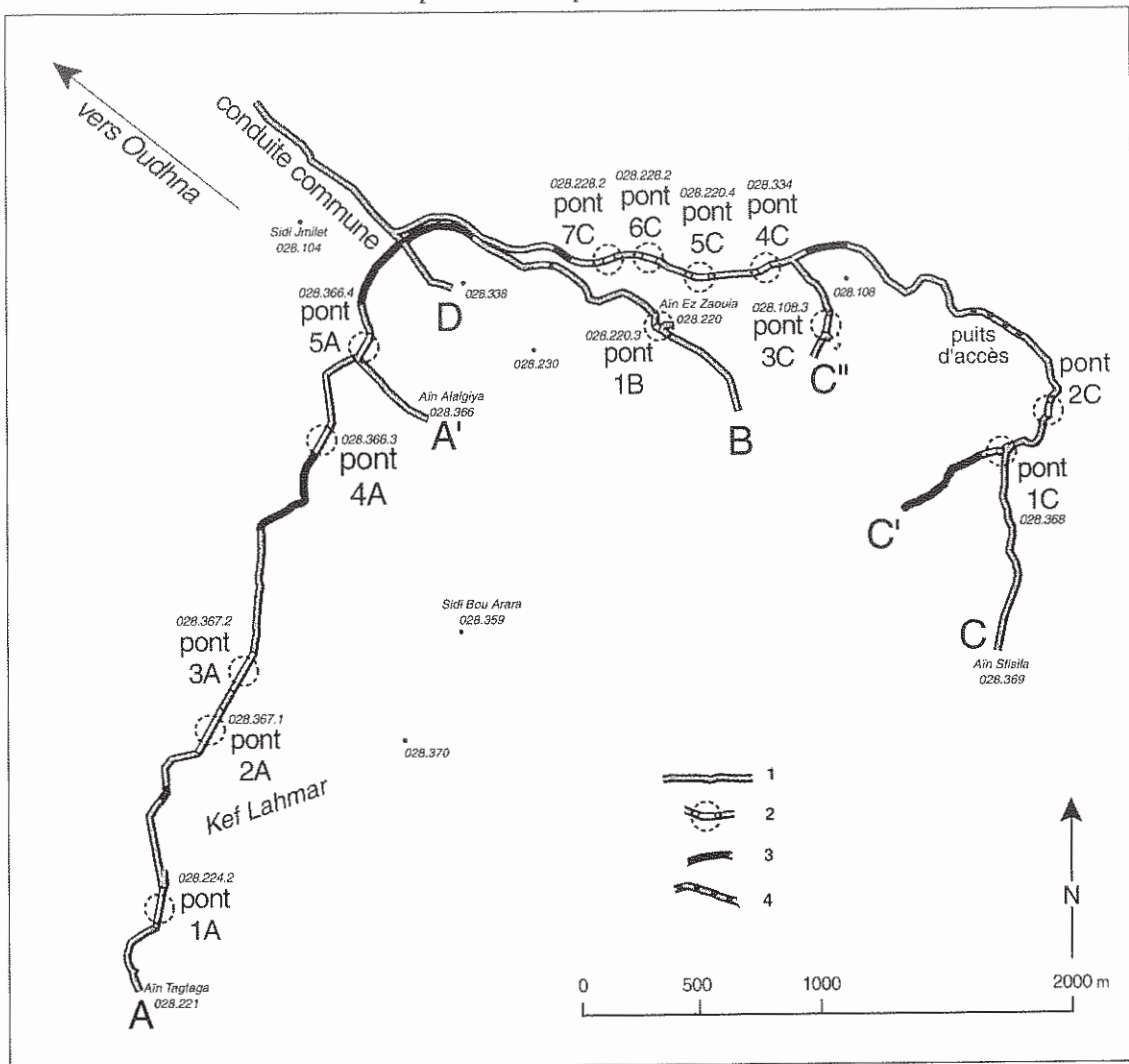 vers Oudhna
conduite commune
Sidi Jmilet
028.104
028.338
D
028.228.2
pont
7C
028.228.2
pont
6C
028.220.4
pont
5C
028.334
pont
4C
028.108
028.108.3
pont
3C
C"
puits
d'accès
pont
2C
pont
1C
028.368
C'
C
Aïn Sfisifa
028.369
Aïn Ez Zaouia
028.220
028.220.3
pont
1B
B
028.230
028.366.4
pont
5A
Aïn Alalgiya
028.366
A'
028.366.3
pont
4A
Sidi Bou Arara
028.359
028.367.2
pont
3A
028.367.1
pont
2A
028.370
Kef Lahmar
028.224.2
pont
1A
Aïn Tagtaga
028.221
A
1
2
3
4
N
0 500 1000 2000 m